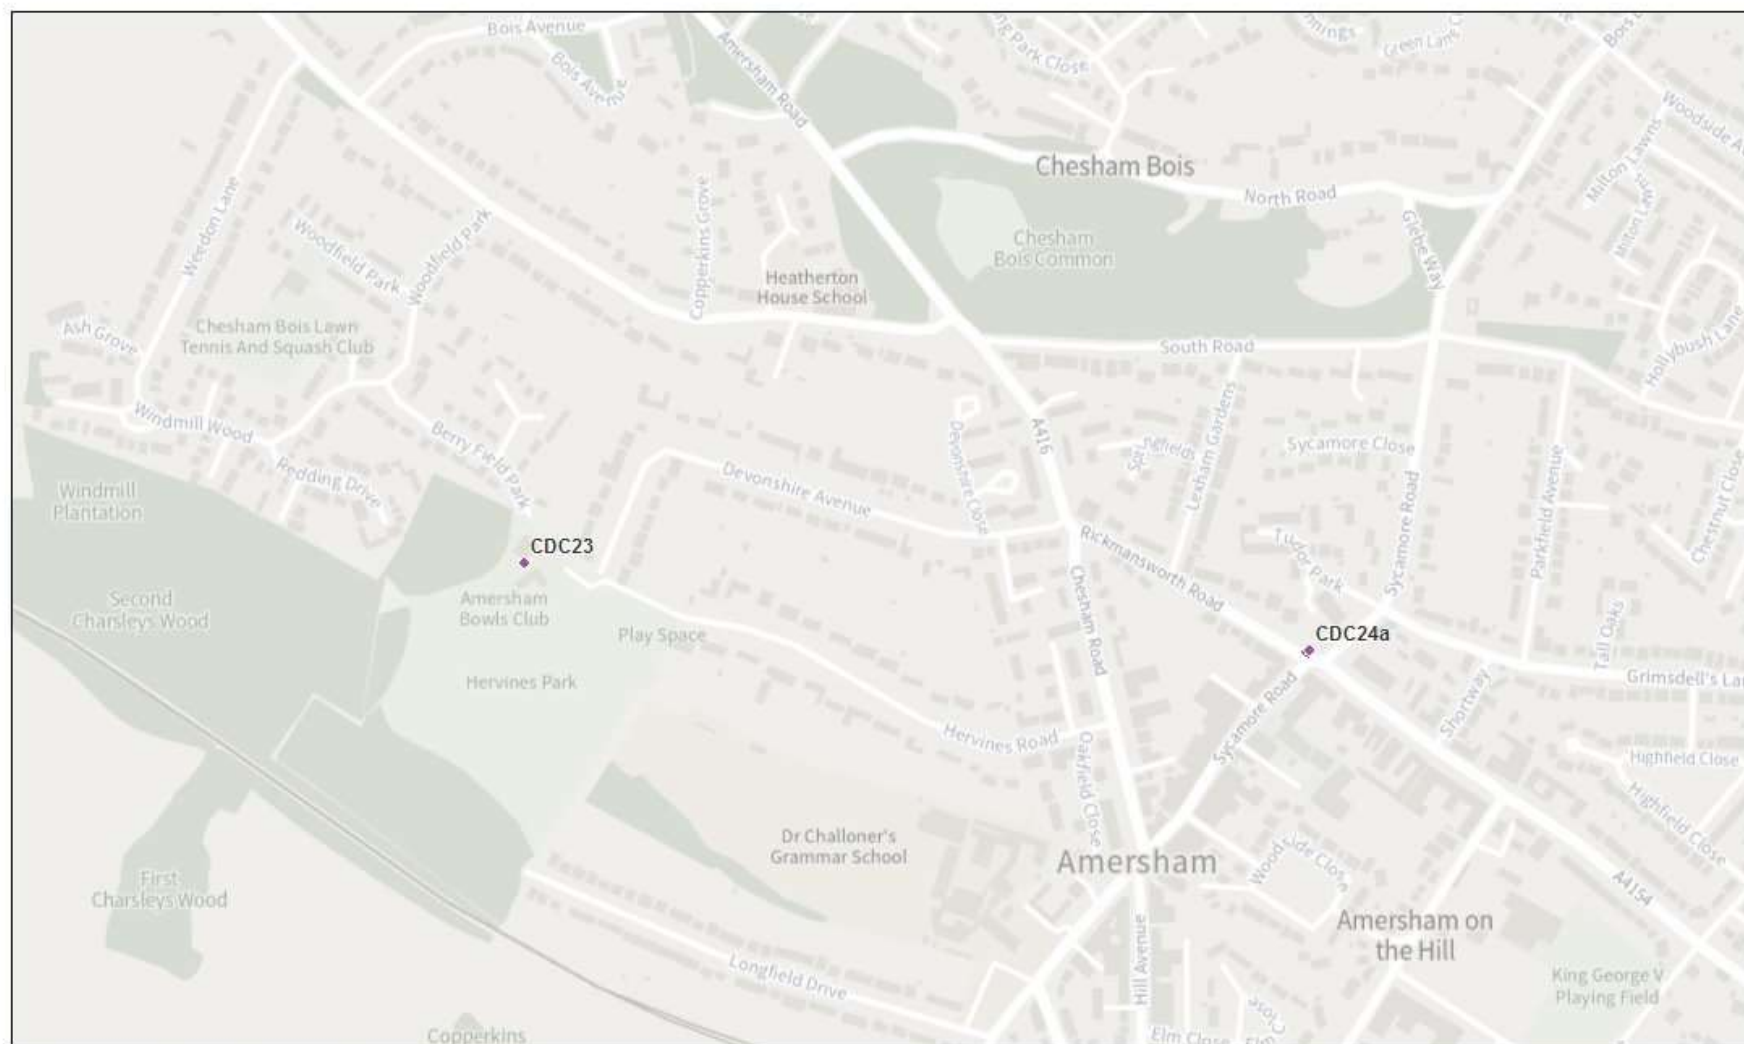 Bois Avenue
Bois Avenue
Amersham Road
Park Close
Green Lane
Woodside
Milton Lawns
Milton Lawns
Chesham Bois
North Road
Glebe Way
Chesham
Bois Common
Weedon Lane
Woodfield Park
Woodfield Park
Copperkins Grove
Heatherton
House School
Ash Grove
Chesham Bois Lawn
Tennis And Squash Club
South Road
Hollybush Lane
Windmill Wood
Berry Field Park
Redding Drive
Devonshire Avenue
Devonshire Close
A416
Springfields
Lexham Gardens
Sycamore Close
Sycamore Road
Parkfield Avenue
Chestnut Close
Windmill
Plantation
CDC23
Rickmansworth Road
Tudor Park
Chesham Road
Second
Charsleys Wood
Amersham
Bowls Club
Play Space
CDC24a
Tall Oaks
Grimsdell's
Hervines Park
Hervines Road
Oakfield Close
Sycamore Road
Shortway
Highfield Close
Highfield Close
Dr Challoner's
Grammar School
Amersham
Woodside Close
A4154
First
Charsleys Wood
Amersham on
the Hill
Longfield Drive
Hill Avenue
King George V
Playing Field
Copperkins
Elm Close
Close